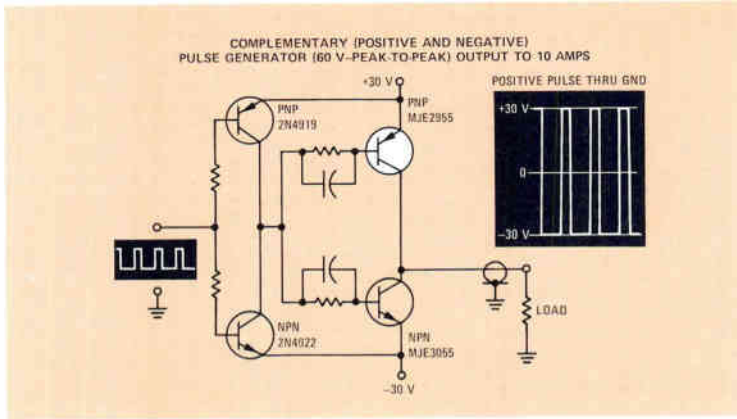 COMPLEMENTARY (POSITIVE AND NEGATIVE)
PULSE GENERATOR (60 V–PEAK-TO-PEAK) OUTPUT TO 10 AMPS
+30 V
PNP
2N4919
PNP
MJE2955
POSITIVE PULSE THRU GND
+30 V
0
–30 V
NPN
2N4922
NPN
MJE3055
LOAD
–30 V